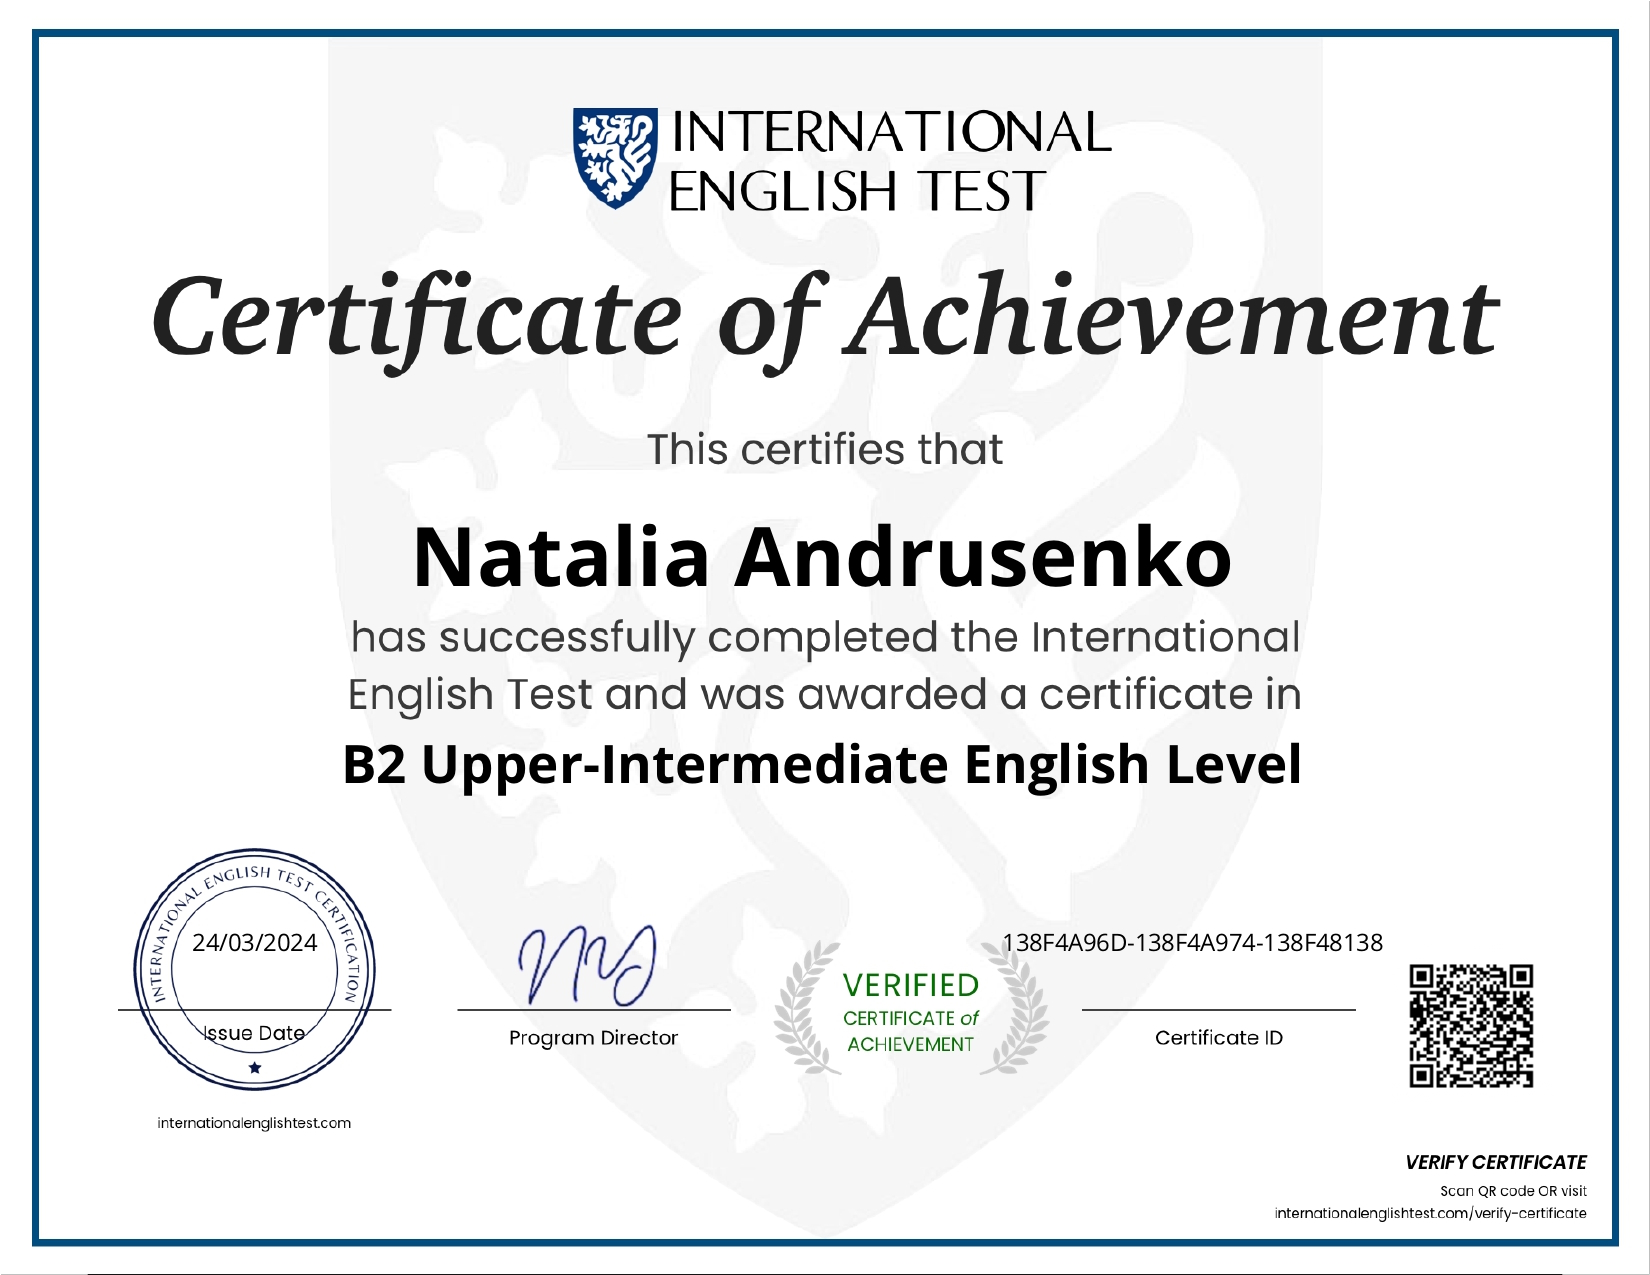 INTERNATIONAL
ENGLISH TEST
Certificate of Achievement
This certifies that
Natalia Andrusenko
has successfully completed the International
English Test and was awarded a certificate in
B2 Upper-Intermediate English Level
INTERNATIONAL ENGLISH TEST CERTIFICATION
24/03/2024
Issue Date
internationalenglishtest.com
Program Director
VERIFIED
CERTIFICATE of
ACHIEVEMENT
138F4A96D-138F4A974-138F48138
Certificate ID
VERIFY CERTIFICATE
Scan QR code OR visit
internationalenglishtest.com/verify-certificate